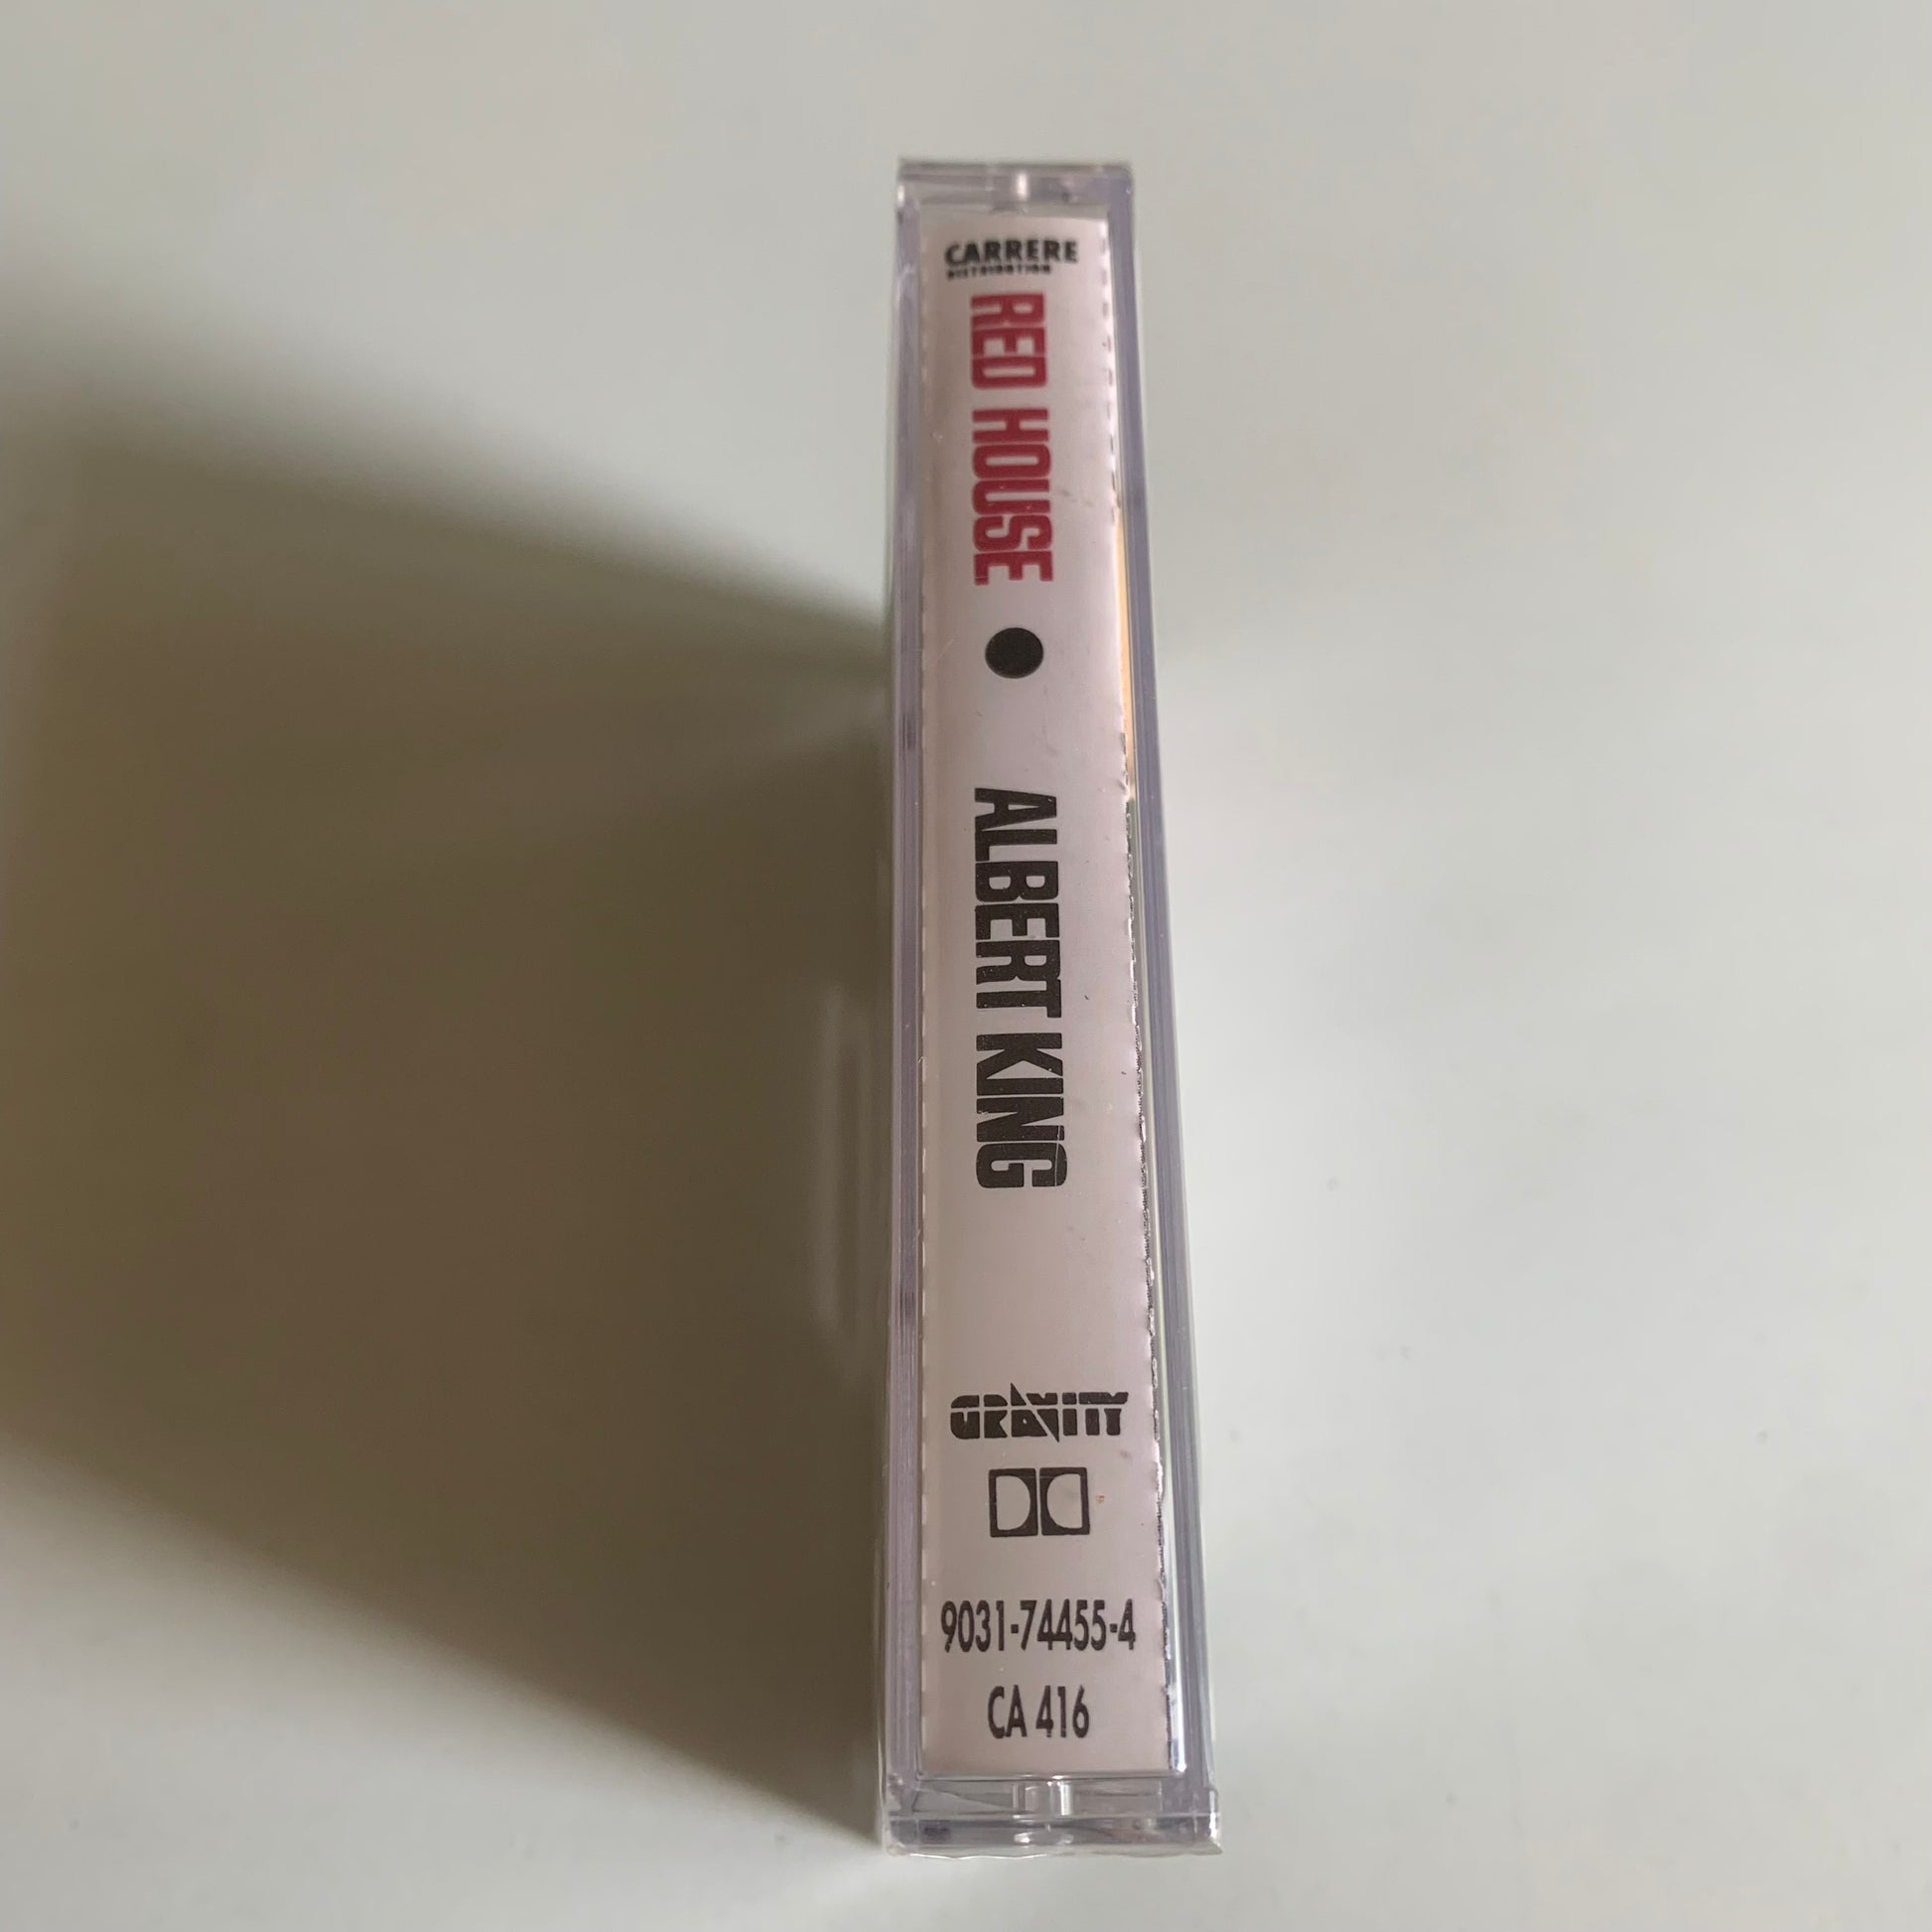 CARRERE
DISTRIBUTION
RED HOUSE
ALBERT KING
GRAVITY
9031-74455-4
CA 416